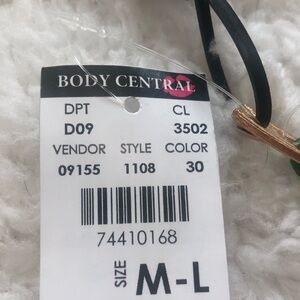 BODY CENTRAL
DPT CL
D09 3502
VENDOR STYLE COLOR
09155 1108 30
74410168
SIZE M-L